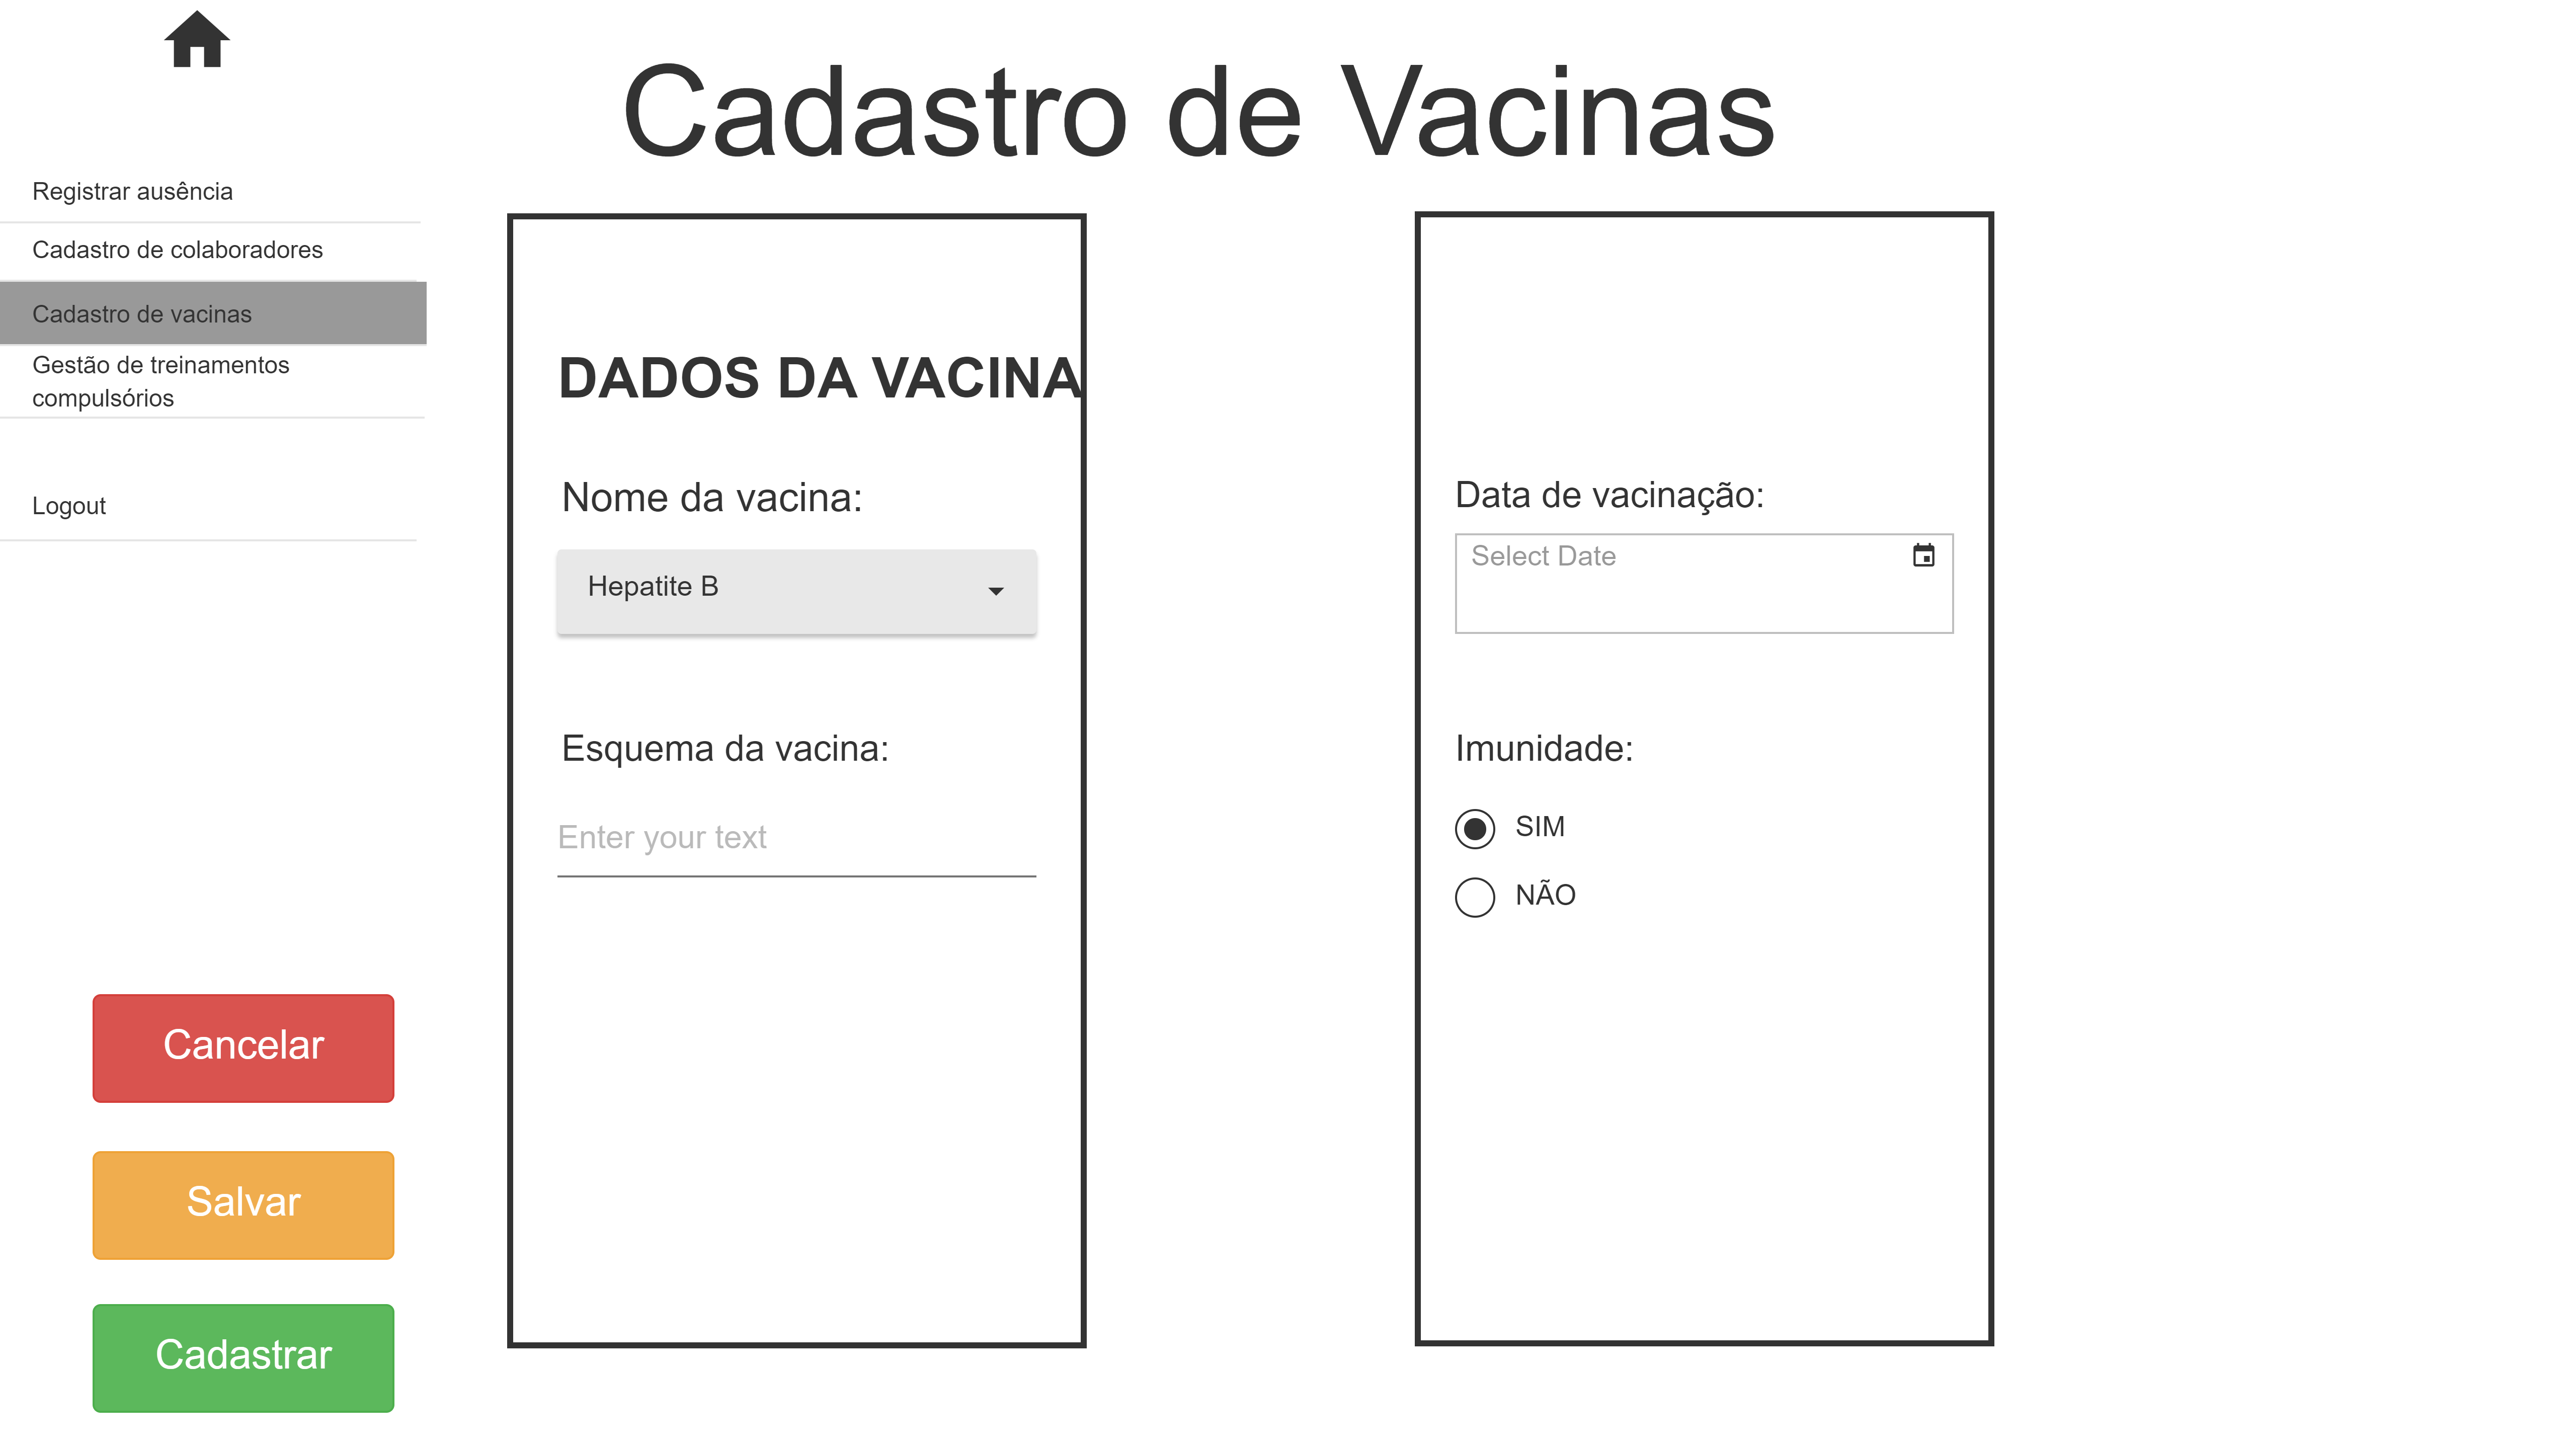 Cadastro de Vacinas
Registrar ausência
Cadastro de colaboradores
Cadastro de vacinas
Gestão de treinamentos
compulsórios
Logout
Cancelar
Salvar
Cadastrar
DADOS DA VACINA
Nome da vacina:
Hepatite B
Esquema da vacina:
Enter your text
Data de vacinação:
Select Date
Imunidade:
SIM
NÃO